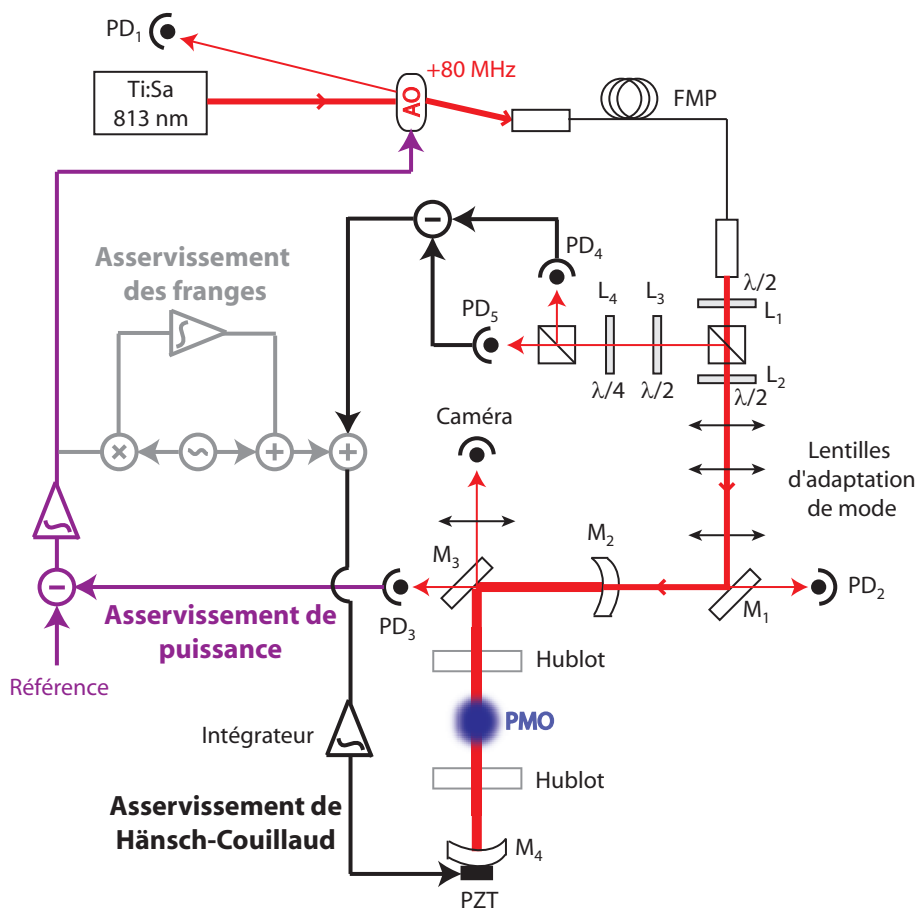 PD1
Ti:Sa
813 nm
AO
+80 MHz
FMP
Asservissement
des franges
PD4
PD5
L4
L3
λ/4
λ/2
λ/2
L1
L2
λ/2
Caméra
Lentilles
d'adaptation
de mode
M3
M2
M1
PD2
PD3
Asservissement de
puissance
Référence
Hublot
PMO
Hublot
Intégrateur
Asservissement de
Hänsch-Couillaud
M4
PZT